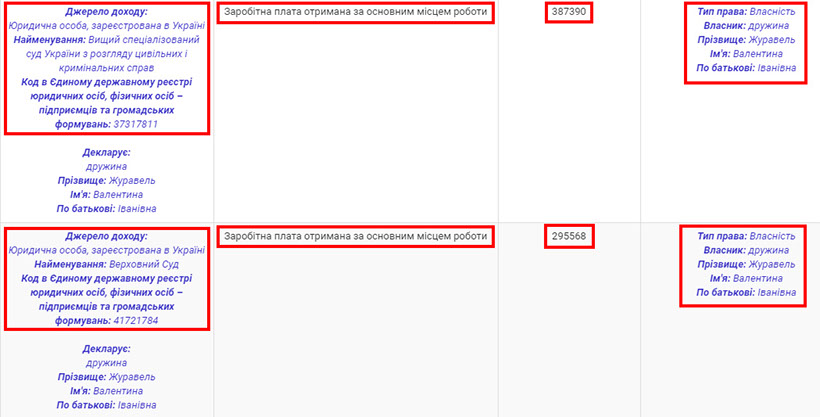 Джерело доходу:
Юридична особа, зареєстрована в Україні
Найменування: Вищий спеціалізований
суд України з розгляду цивільних і
кримінальних справ
Код в Єдиному державному реєстрі
юридичних осіб, фізичних осіб –
підприємців та громадських
формувань: 37317811
Декларує:
дружина
Прізвище: Журавель
Ім'я: Валентина
По батькові: Іванівна
Заробітна плата отримана за основним місцем роботи
387390
Тип права: Власність
Власник: дружина
Прізвище: Журавель
Ім'я: Валентина
По батькові: Іванівна
Джерело доходу:
Юридична особа, зареєстрована в Україні
Найменування: Верховний Суд
Код в Єдиному державному реєстрі
юридичних осіб, фізичних осіб –
підприємців та громадських
формувань: 41721784
Декларує:
дружина
Прізвище: Журавель
Ім'я: Валентина
По батькові: Іванівна
Заробітна плата отримана за основним місцем роботи
295568
Тип права: Власність
Власник: дружина
Прізвище: Журавель
Ім'я: Валентина
По батькові: Іванівна